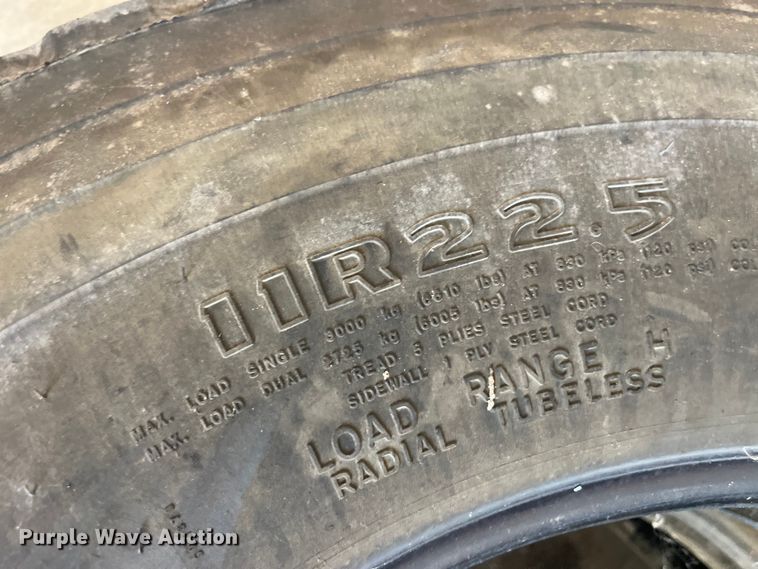 11R22.5
MAX. LOAD SINGLE 3000 kg (6610 lbs) AT 830 kPa (120 psi) COL
MAX. LOAD DUAL 2725 kg (6005 lbs) AT 830 kPa (120 psi) COL
TREAD 5 PLIES STEEL CORD
SIDEWALL 1 PLY STEEL CORD
LOAD RANGE H
RADIAL TUBELESS
Purple Wave Auction